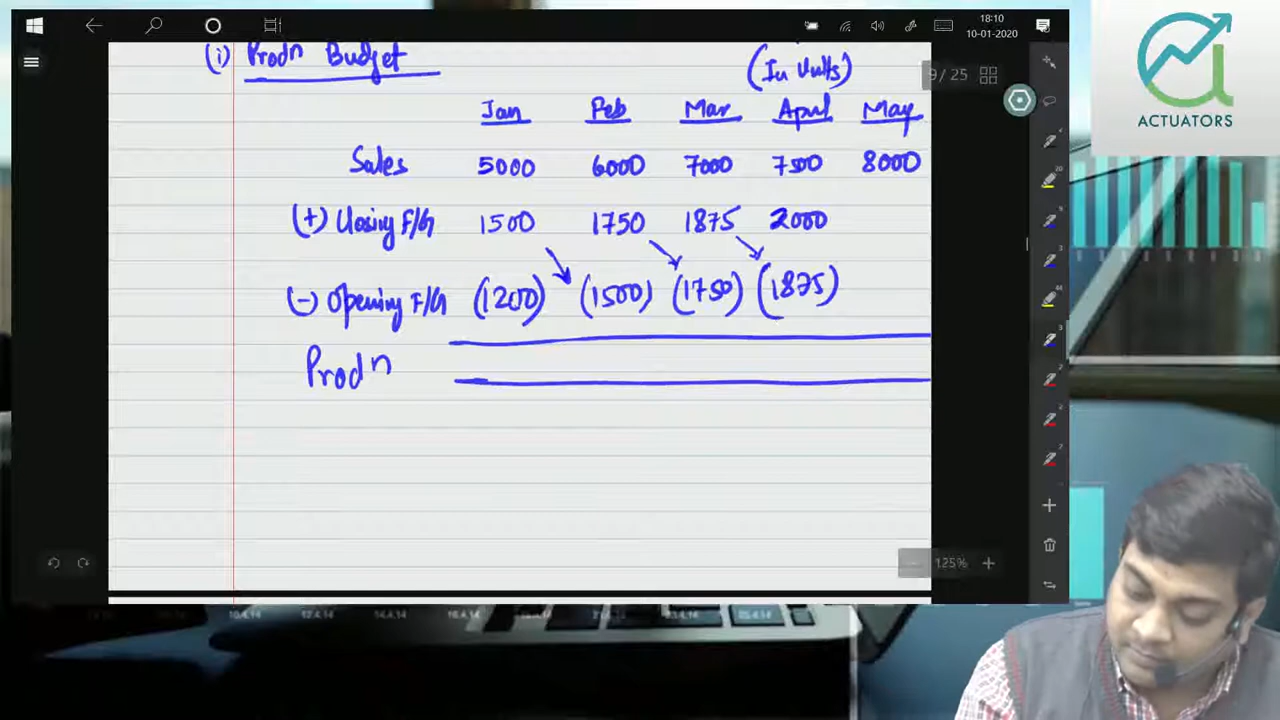 18:10
10-01-2020
(i) Prodn Budget
(In Units)
9 / 25
Jan Feb Mar April May
Sales 5000 6000 7000 7500 8000
(+) Closing F/G 1500 1750 1875 2000
(-) Opening F/G (1200) (1500) (1750) (1875)
Prodn
125%
ACTUATORS